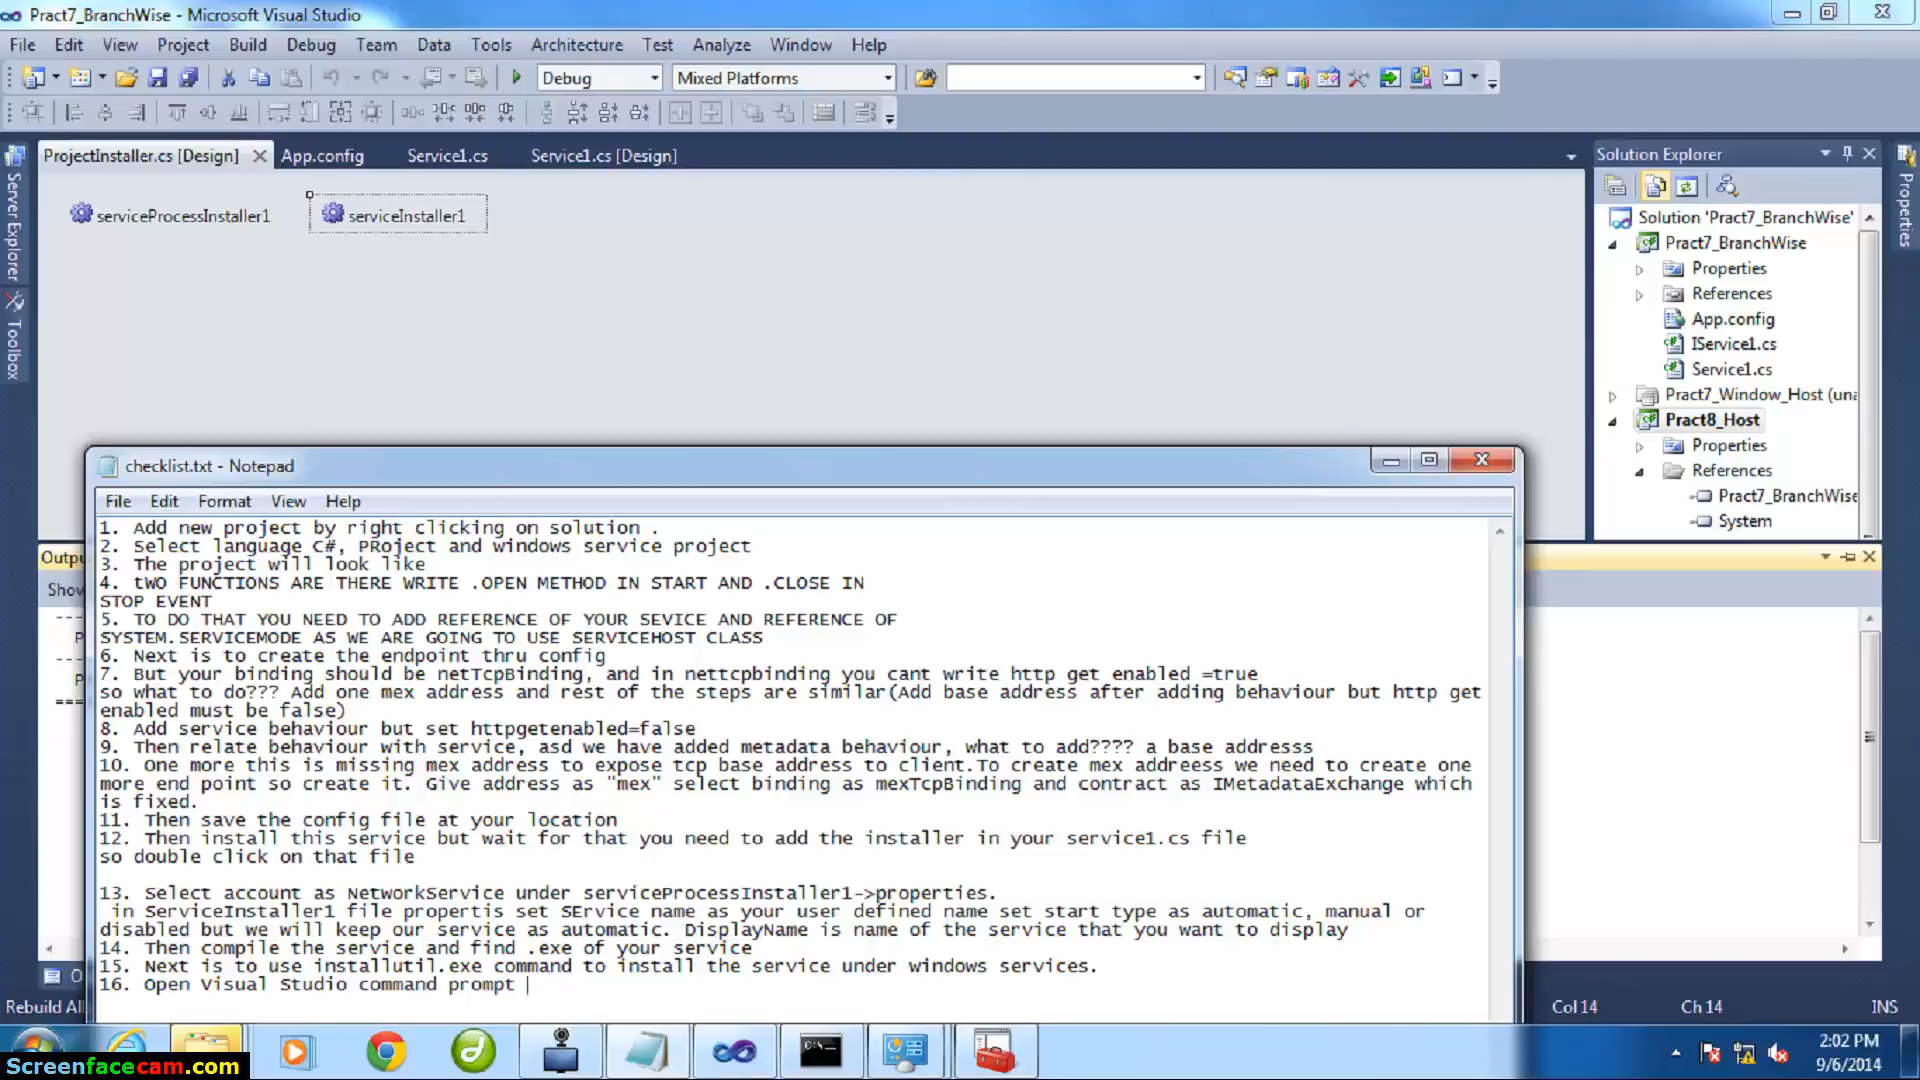 Pract7_BranchWise - Microsoft Visual Studio
File Edit View Project Build Debug Team Data Tools Architecture Test Analyze Window Help
Debug Mixed Platforms
ProjectInstaller.cs [Design] App.config Service1.cs Service1.cs [Design]
Server Explorer
Toolbox
serviceProcessInstaller1 serviceInstaller1
Solution Explorer
Properties
Solution 'Pract7_BranchWise'
Pract7_BranchWise
Properties
References
App.config
IService1.cs
Service1.cs
Pract7_Window_Host (una
Pract8_Host
Properties
References
Pract7_BranchWise
System
Outpu
Show
checklist.txt - Notepad
File Edit Format View Help
1. Add new project by right clicking on solution .
2. Select language C#, PRoject and windows service project
3. The project will look like
4. tWO FUNCTIONS ARE THERE WRITE .OPEN METHOD IN START AND .CLOSE IN
STOP EVENT
5. TO DO THAT YOU NEED TO ADD REFERENCE OF YOUR SEVICE AND REFERENCE OF
SYSTEM.SERVICEMODE AS WE ARE GOING TO USE SERVICEHOST CLASS
6. Next is to create the endpoint thru config
7. But your binding should be netTcpBinding, and in nettcpbinding you cant write http get enabled =true
so what to do??? Add one mex address and rest of the steps are similar(Add base address after adding behaviour but http get
enabled must be false)
8. Add service behaviour but set httpgetenabled=false
9. Then relate behaviour with service, asd we have added metadata behaviour, what to add???? a base addresss
10. One more this is missing mex address to expose tcp base address to client.To create mex addreess we need to create one
more end point so create it. Give address as "mex" select binding as mexTcpBinding and contract as IMetadataExchange which
is fixed.
11. Then save the config file at your location
12. Then install this service but wait for that you need to add the installer in your service1.cs file
so double click on that file
13. Select account as NetworkService under serviceProcessInstaller1->properties.
in ServiceInstaller1 file propertis set SErvice name as your user defined name set start type as automatic, manual or
disabled but we will keep our service as automatic. DisplayName is name of the service that you want to display
14. Then compile the service and find .exe of your service
15. Next is to use installutil.exe command to install the service under windows services.
16. Open Visual Studio command prompt
Rebuild All
Col 14 Ch 14 INS
2:02 PM
9/6/2014
Screenfacecam.com